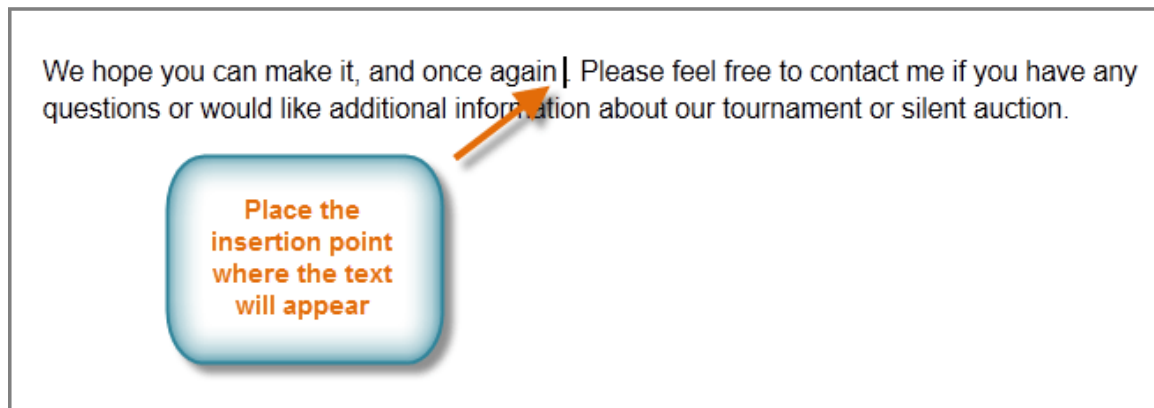 We hope you can make it, and once again . Please feel free to contact me if you have any
questions or would like additional information about our tournament or silent auction.
Place the
insertion point
where the text
will appear